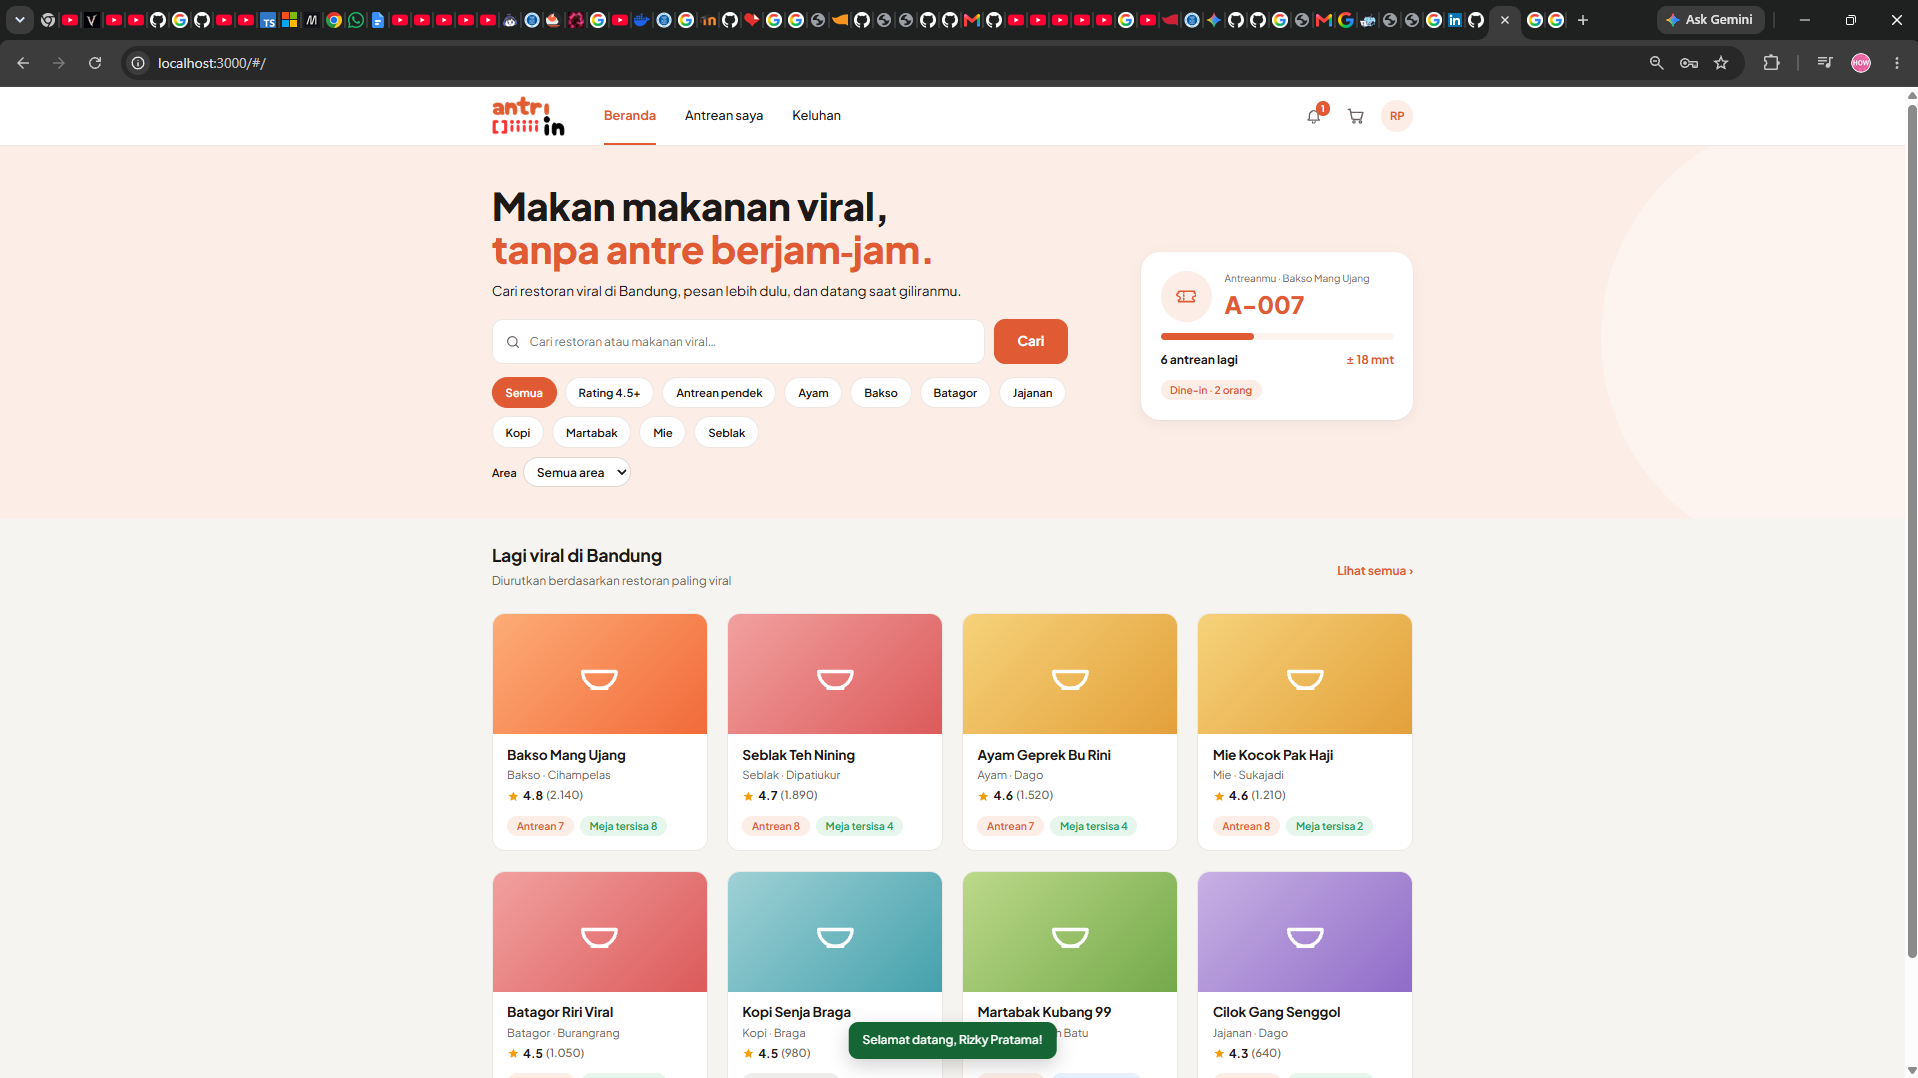 Ask Gemini
localhost:3000/#/
antri
in
Beranda
Antrean saya
Keluhan
1
RP
Makan makanan viral,
tanpa antre berjam-jam.
Cari restoran viral di Bandung, pesan lebih dulu, dan datang saat giliranmu.
Cari restoran atau makanan viral...
Cari
Semua
Rating 4.5+
Antrean pendek
Ayam
Bakso
Batagor
Jajanan
Kopi
Martabak
Mie
Seblak
Area
Semua area
Antreanmu · Bakso Mang Ujang
A-007
6 antrean lagi
± 18 mnt
Dine-in · 2 orang
Lagi viral di Bandung
Diurutkan berdasarkan restoran paling viral
Lihat semua ›
Bakso Mang Ujang
Bakso · Cihampelas
4.8 (2.140)
Antrean 7
Meja tersisa 8
Seblak Teh Nining
Seblak · Dipatiukur
4.7 (1.890)
Antrean 8
Meja tersisa 4
Ayam Geprek Bu Rini
Ayam · Dago
4.6 (1.520)
Antrean 7
Meja tersisa 4
Mie Kocok Pak Haji
Mie · Sukajadi
4.6 (1.210)
Antrean 8
Meja tersisa 2
Batagor Riri Viral
Batagor · Burangrang
4.5 (1.050)
Kopi Senja Braga
Kopi · Braga
4.5 (980)
Martabak Kubang 99
Batu
Cilok Gang Senggol
Jajanan · Dago
4.3 (640)
Selamat datang, Rizky Pratama!